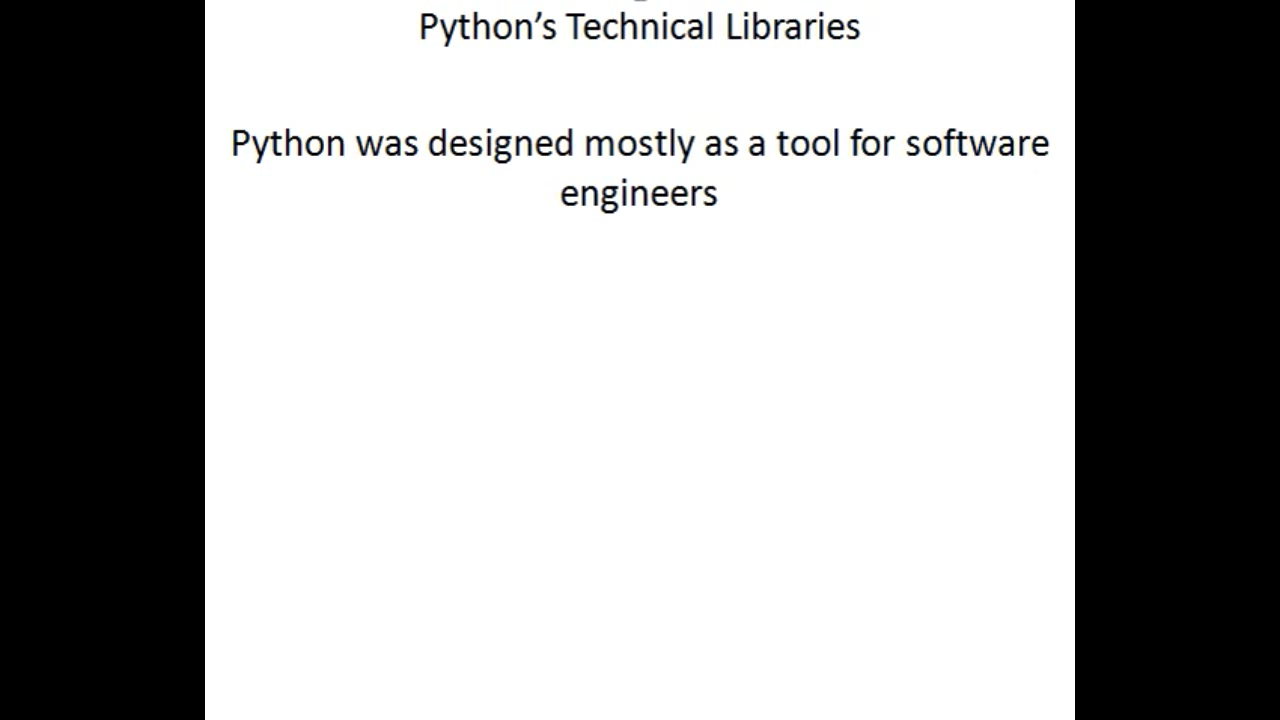 Python’s Technical Libraries
Python was designed mostly as a tool for software
engineers